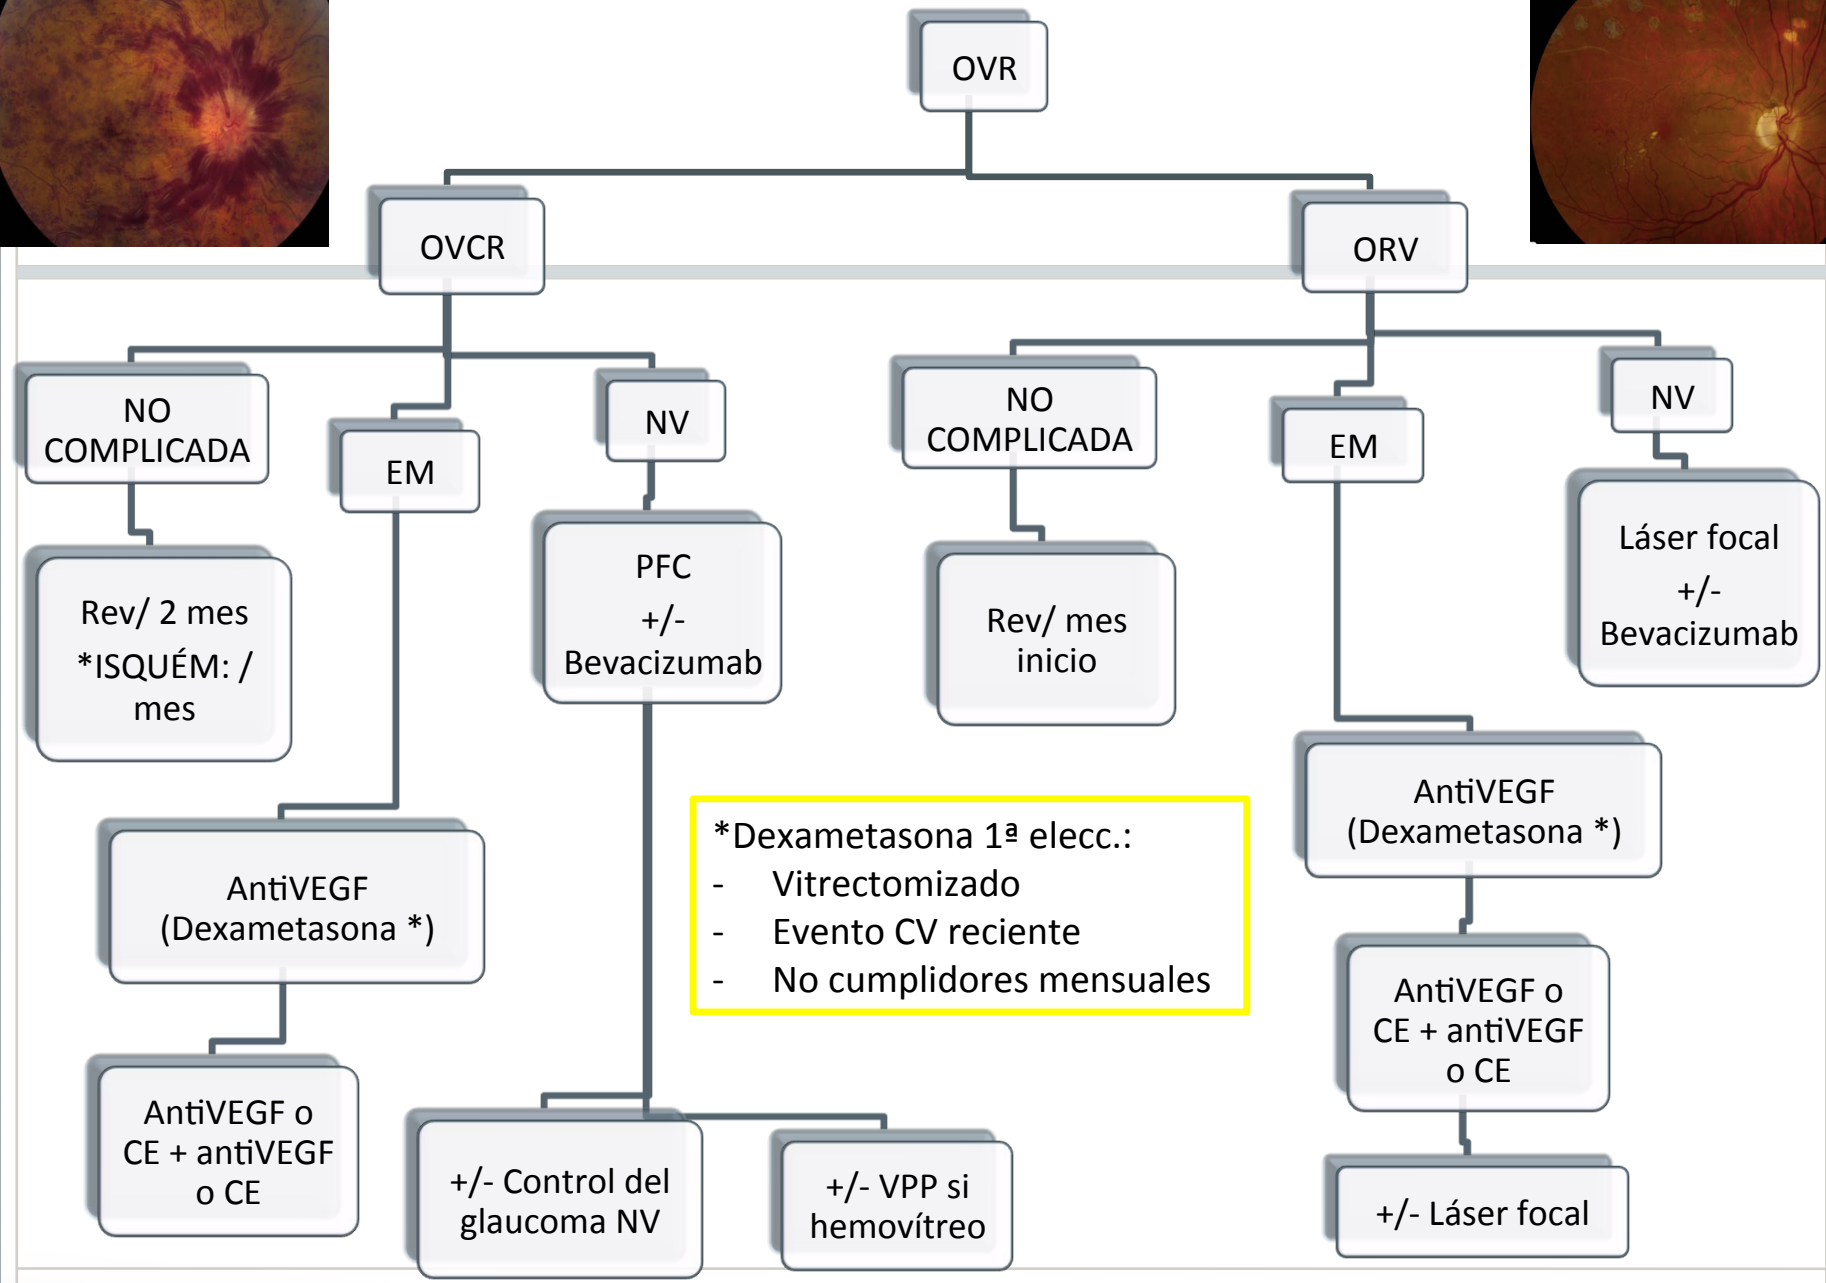 OVR
OVCR
ORV
NO
COMPLICADA
EM
NV
NO
COMPLICADA
EM
NV
Rev/ 2 mes
*ISQUÉM: /
mes
PFC
+/-
Bevacizumab
Rev/ mes
inicio
Láser focal
+/-
Bevacizumab
AntiVEGF
(Dexametasona *)
*Dexametasona 1ª elecc.:
- Vitrectomizado
- Evento CV reciente
- No cumplidores mensuales
AntiVEGF
(Dexametasona *)
AntiVEGF o
CE + antiVEGF
o CE
+/- Control del
glaucoma NV
+/- VPP si
hemovítreo
AntiVEGF o
CE + antiVEGF
o CE
+/- Láser focal